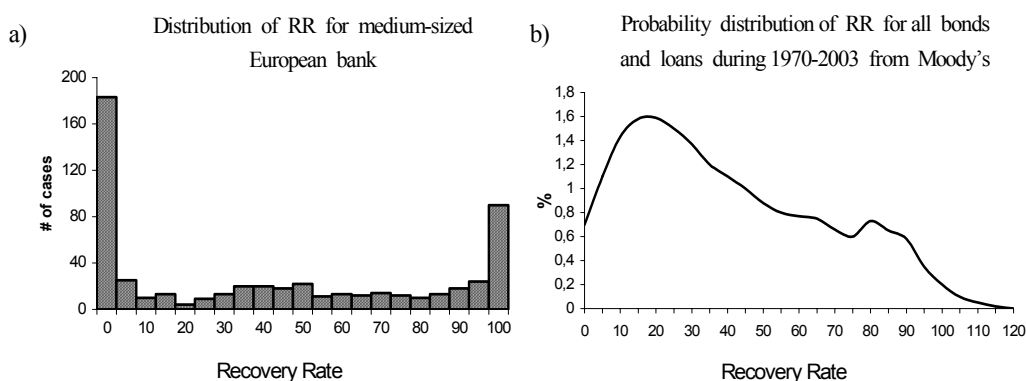 a)
Distribution of RR for medium-sized
European bank
# of cases
200
160
120
80
40
0
0 10 20 30 40 50 60 70 80 90 100
Recovery Rate
b)
Probability distribution of RR for all bonds
and loans during 1970-2003 from Moody's
%
1,8
1,6
1,4
1,2
1
0,8
0,6
0,4
0,2
0
0 10 20 30 40 50 60 70 80 90 100 120
Recovery Rate